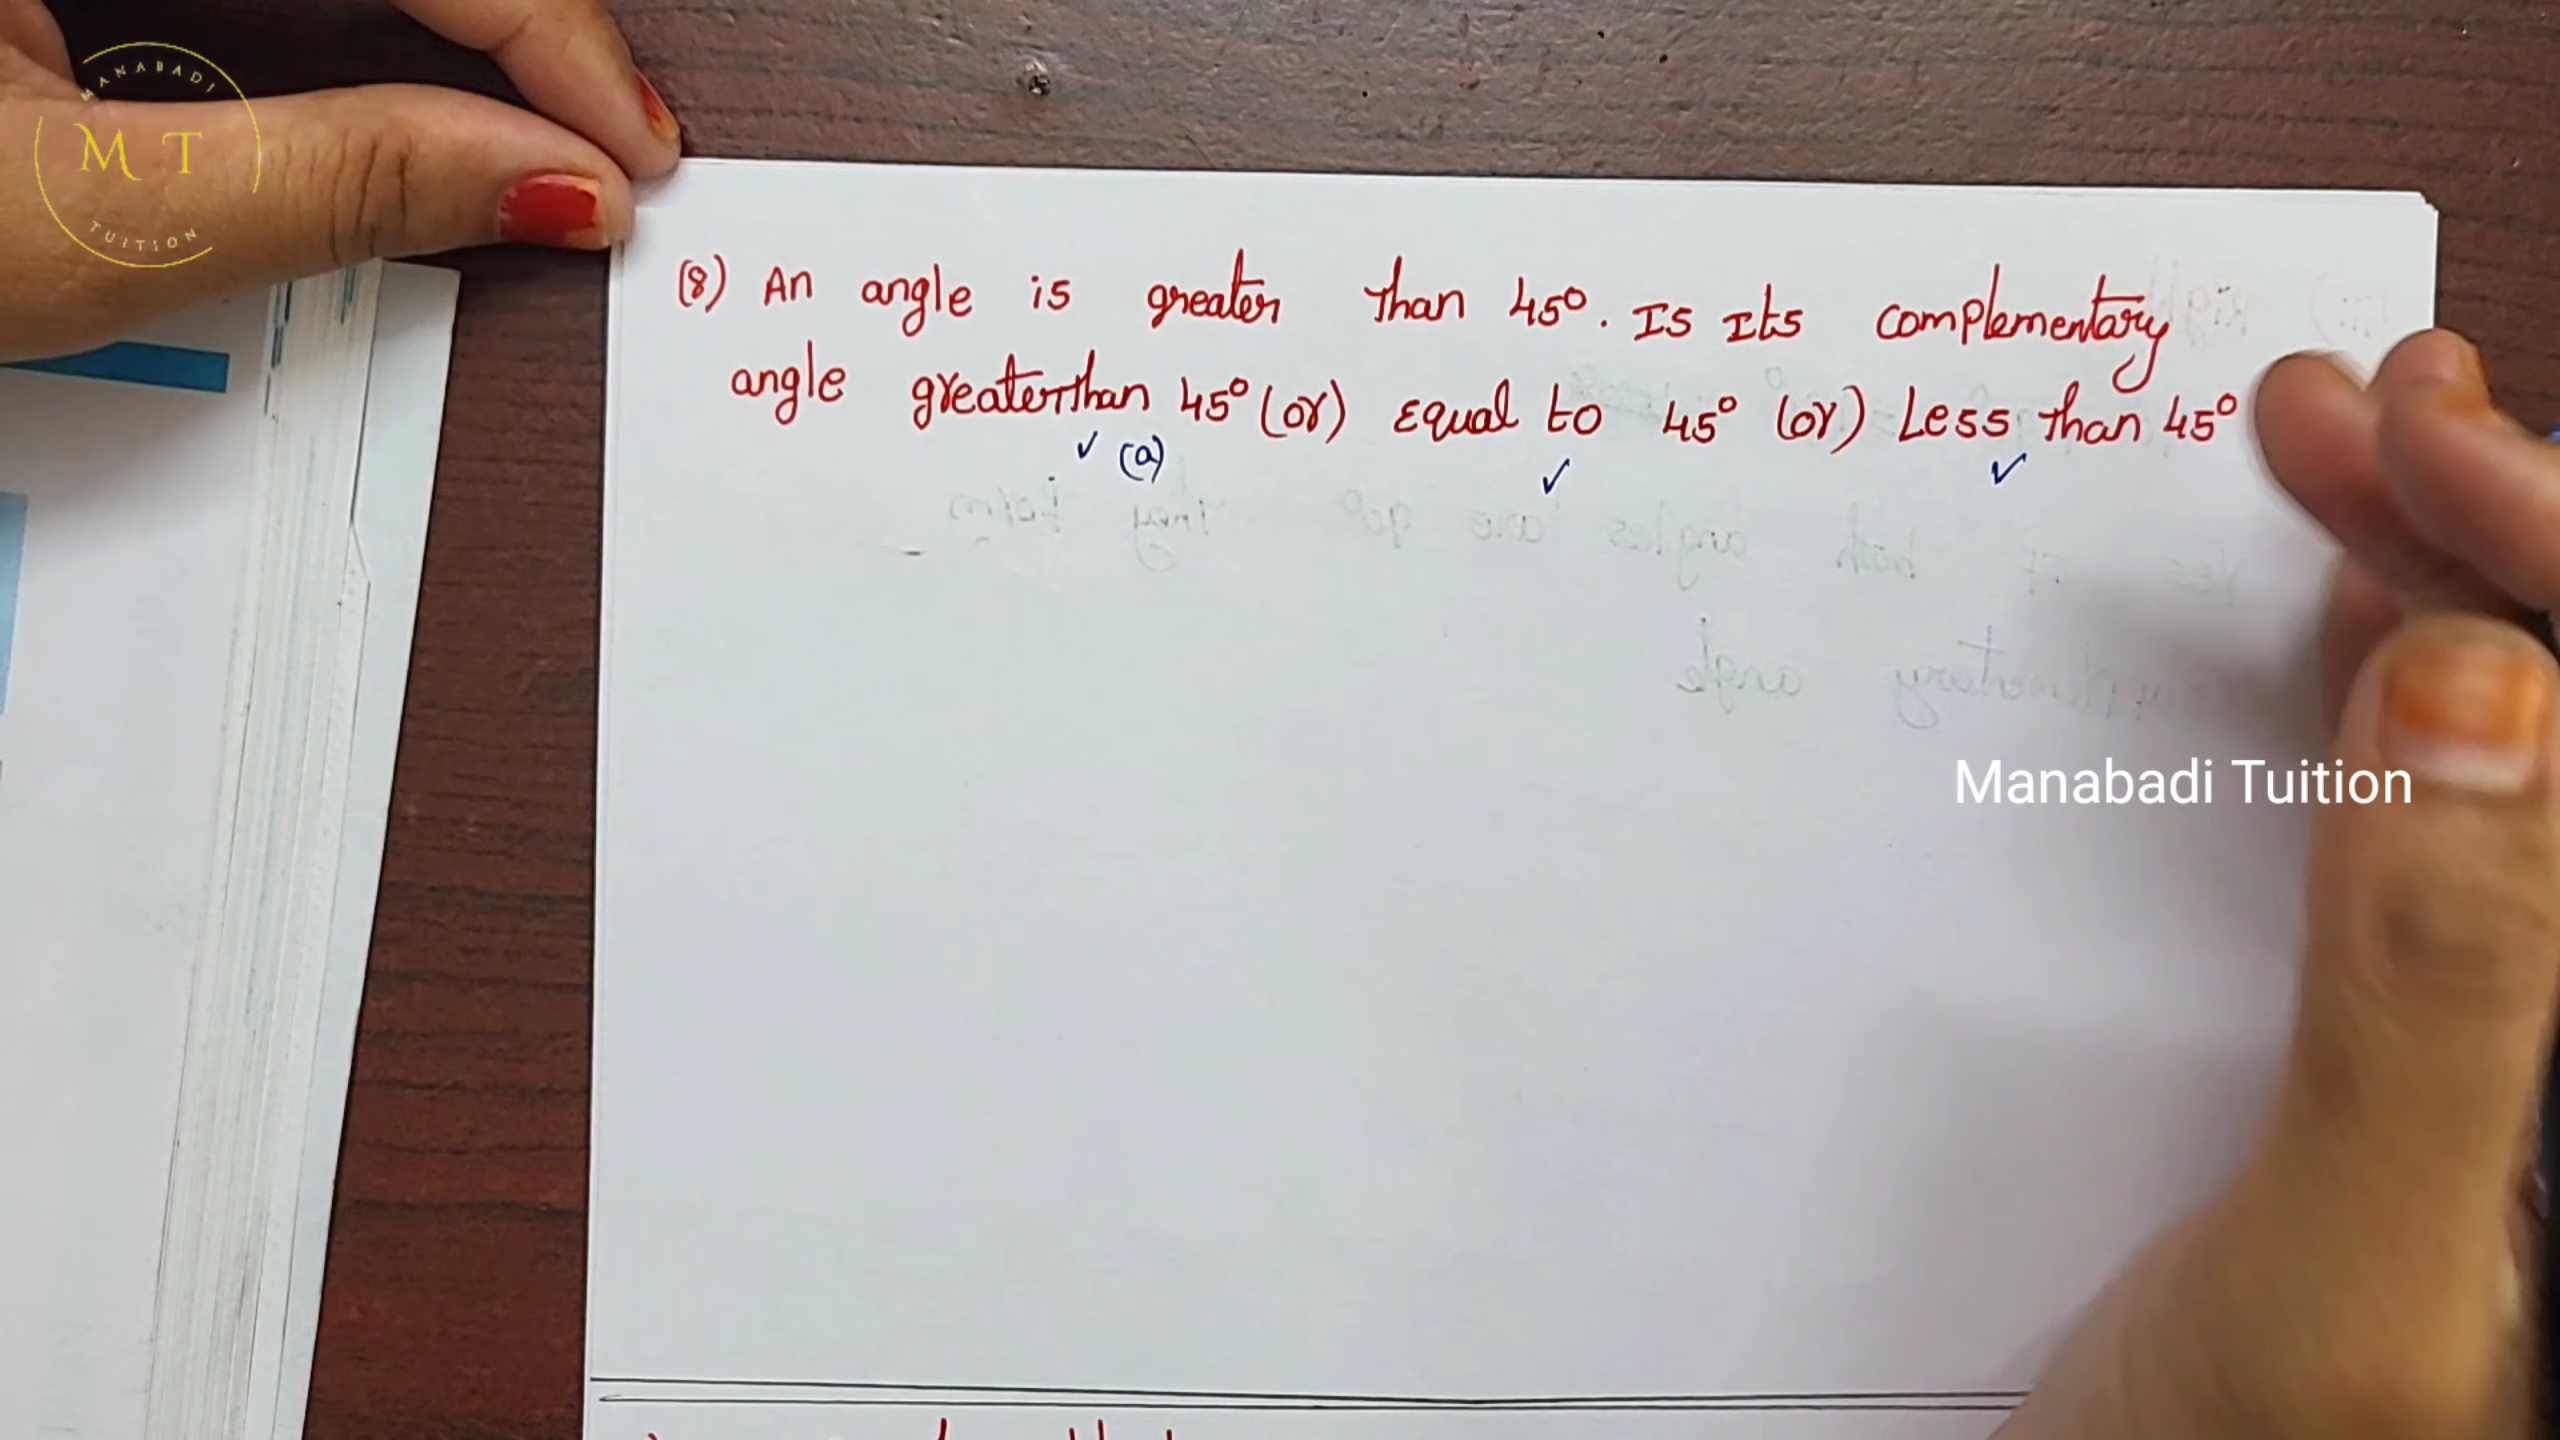 MANABADI
M T
TUITION
(8) An angle is greater than 45°. Is Its complementary
angle greaterthan 45° (or) Equal to 45° (or) Less than 45°
✓ (a) ✓ ✓
Manabadi Tuition